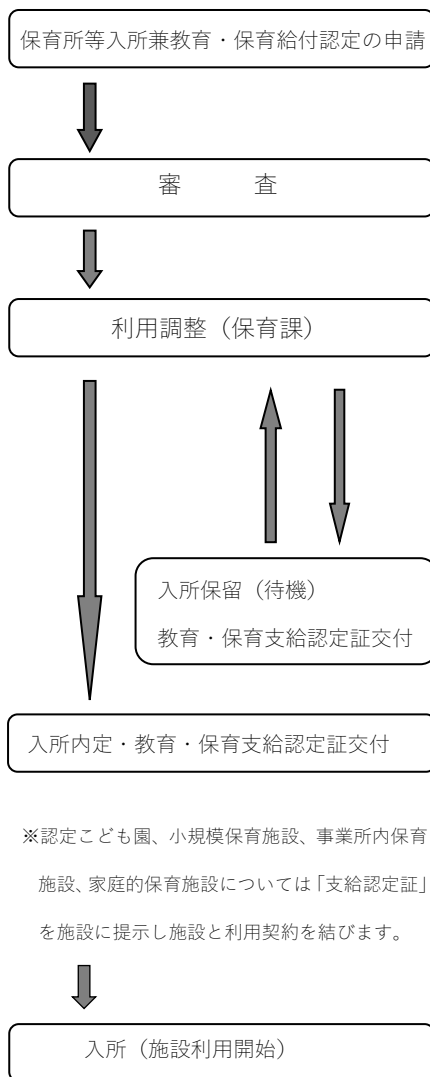 保育所等入所兼教育・保育給付認定の申請
審　　　査
利用調整（保育課）
入所保留（待機）
教育・保育支給認定証交付
入所内定・教育・保育支給認定証交付
※認定こども園、小規模保育施設、事業所内保育
施設、家庭的保育施設については「支給認定証」
を施設に提示し施設と利用契約を結びます。
入所（施設利用開始）